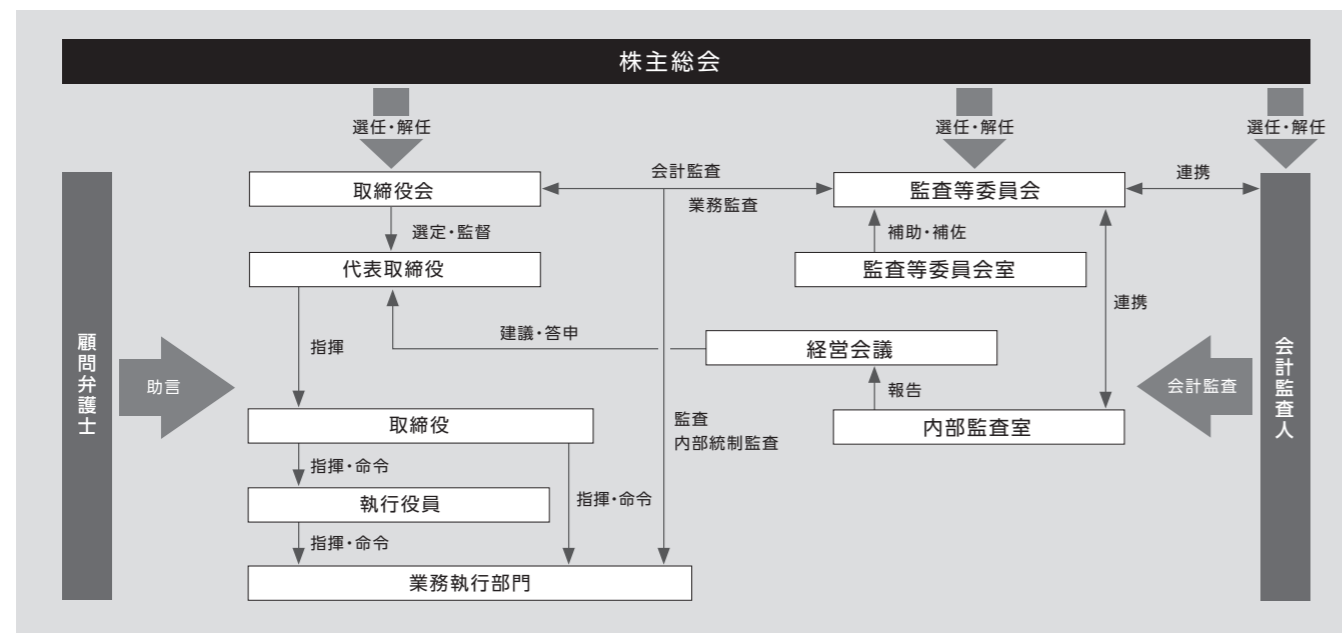 株主総会
選任・解任
選任・解任
選任・解任
取締役会
会計監査
業務監査
監査等委員会
連携
選定・監督
補助・補佐
代表取締役
監査等委員会室
連携
指揮
建議・答申
経営会議
顧問弁護士
助言
報告
会計監査
会計監査人
取締役
監査
内部統制監査
内部監査室
指揮・命令
執行役員
指揮・命令
指揮・命令
業務執行部門